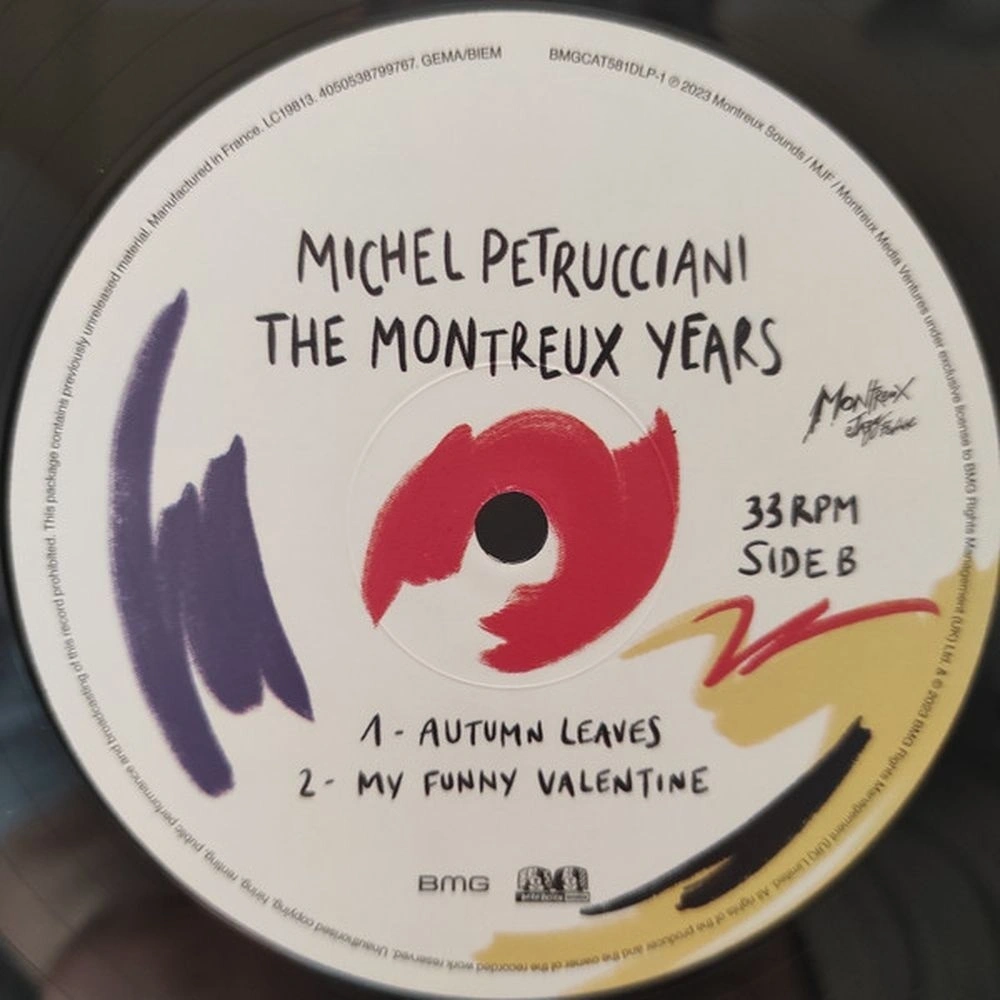 MICHEL PETRUCCIANI
THE MONTREUX YEARS
MONTREUX
JAZZ FESTIVAL
33 RPM
SIDE B
1 - AUTUMN LEAVES
2 - MY FUNNY VALENTINE
BMG
BMGCAT581DLP-1 ℗ 2023 Montreux Sounds / MJF / Montreux Media Ventures under exclusive license to BMG Rights Management (UK) Ltd. & © 2023 BMG Rights Management (UK) Limited. All rights of the producer and the owner of the recorded work reserved. Unauthorised copying, hiring, renting, public performance and broadcasting of this record prohibited. This package contains previously unreleased material. Manufactured in France. LC19813. 4050538799767. GEMA/BIEM